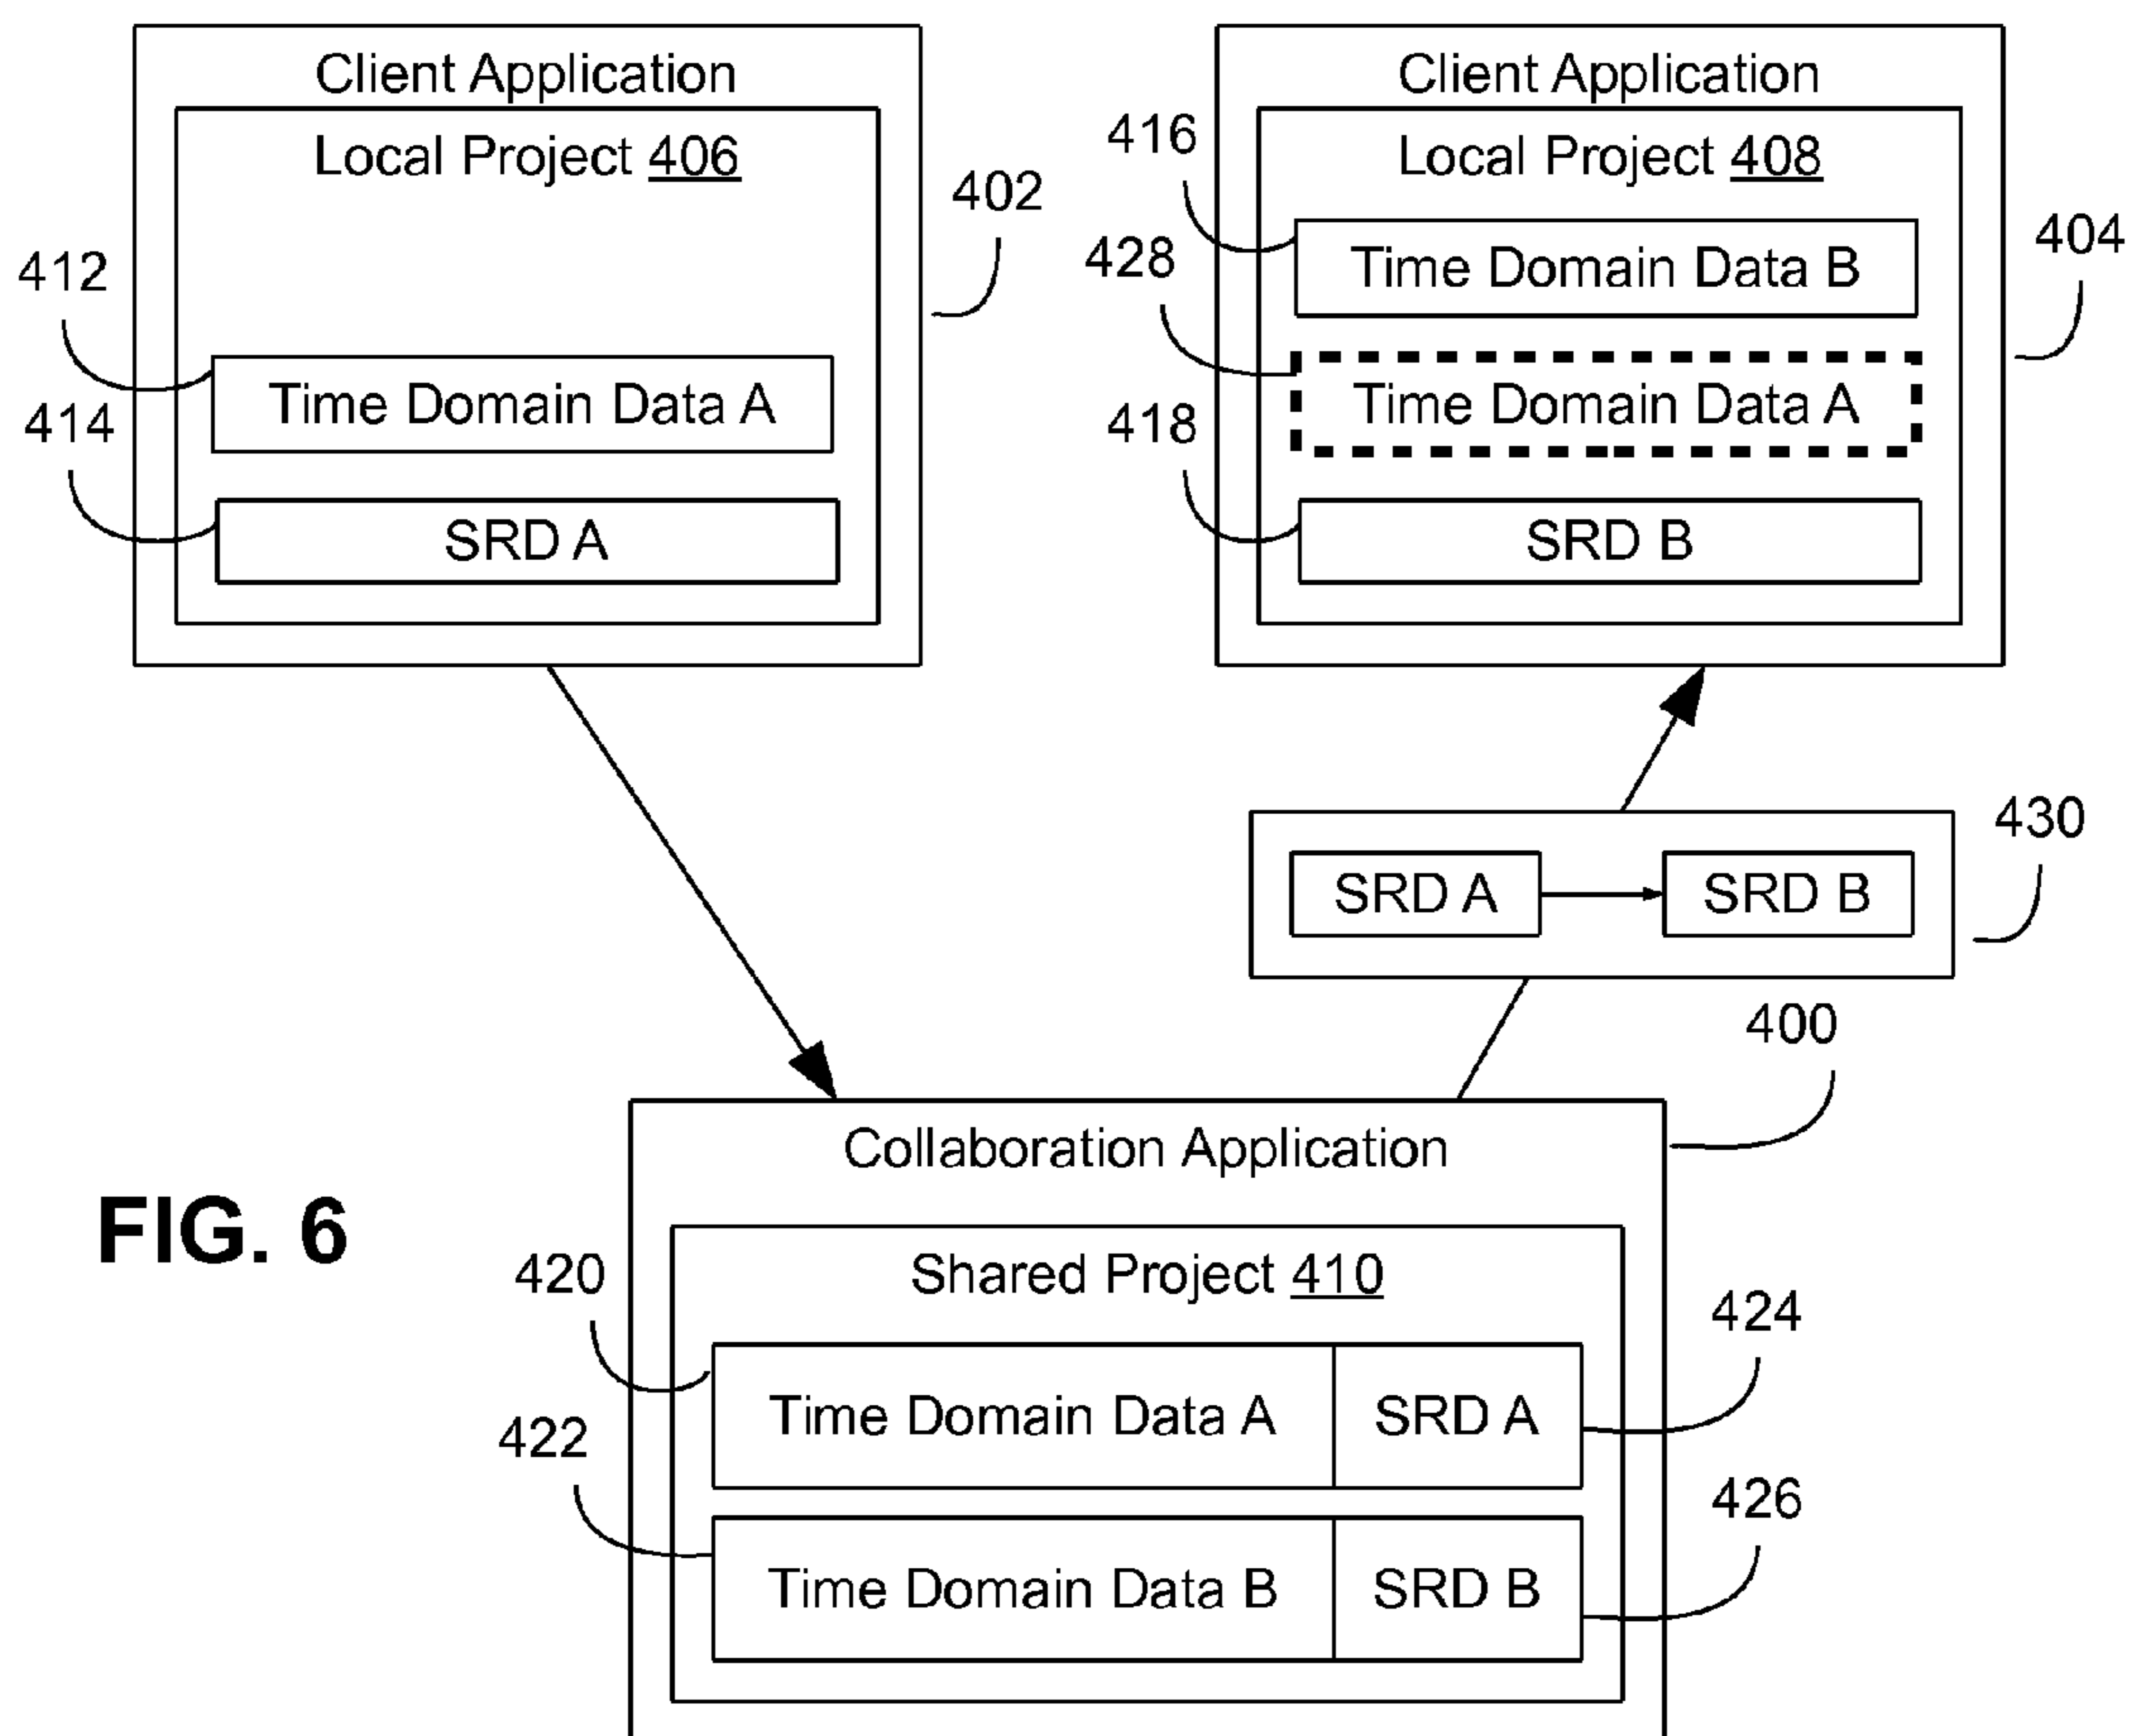 Client Application
Local Project 406
402
412
Time Domain Data A
414
SRD A
Client Application
416
Local Project 408
404
Time Domain Data B
428
Time Domain Data A
418
SRD B
430
SRD A
SRD B
400
Collaboration Application
FIG. 6
Shared Project 410
420
424
Time Domain Data A
SRD A
422
426
Time Domain Data B
SRD B